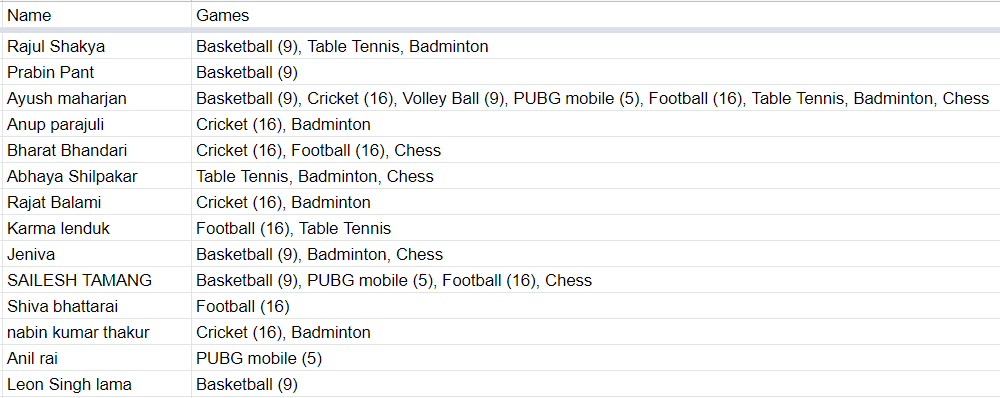 Name Games
Rajul Shakya Basketball (9), Table Tennis, Badminton
Prabin Pant Basketball (9)
Ayush maharjan Basketball (9), Cricket (16), Volley Ball (9), PUBG mobile (5), Football (16), Table Tennis, Badminton, Chess
Anup parajuli Cricket (16), Badminton
Bharat Bhandari Cricket (16), Football (16), Chess
Abhaya Shilpakar Table Tennis, Badminton, Chess
Rajat Balami Cricket (16), Badminton
Karma lenduk Football (16), Table Tennis
Jeniva Basketball (9), Badminton, Chess
SAILESH TAMANG Basketball (9), PUBG mobile (5), Football (16), Chess
Shiva bhattarai Football (16)
nabin kumar thakur Cricket (16), Badminton
Anil rai PUBG mobile (5)
Leon Singh lama Basketball (9)